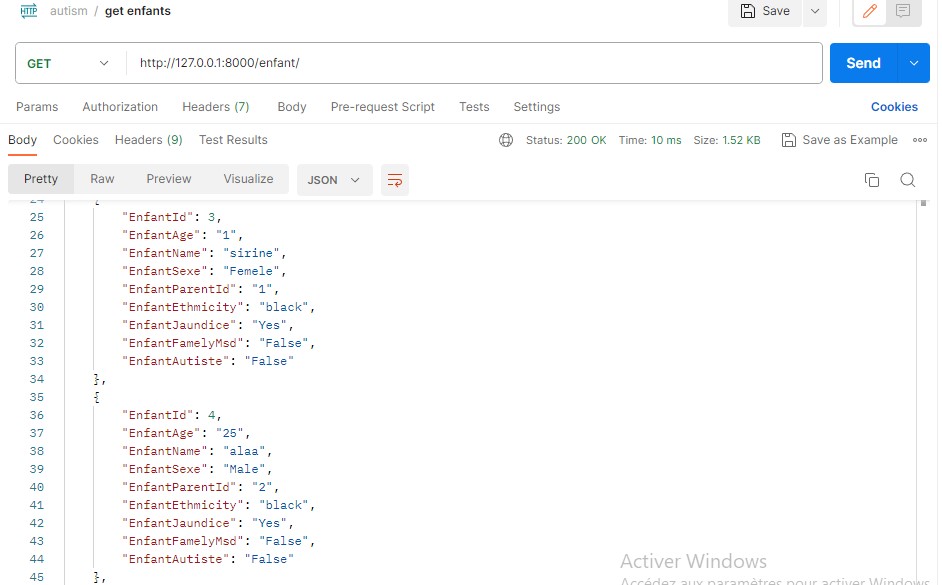 HTTP autism / get enfants Save
GET http://127.0.0.1:8000/enfant/ Send
Params Authorization Headers (7) Body Pre-request Script Tests Settings Cookies
Body Cookies Headers (9) Test Results Status: 200 OK Time: 10 ms Size: 1.52 KB Save as Example
Pretty Raw Preview Visualize JSON
24 {
25 "EnfantId": 3,
26 "EnfantAge": "1",
27 "EnfantName": "sirine",
28 "EnfantSexe": "Femele",
29 "EnfantParentId": "1",
30 "EnfantEthmicity": "black",
31 "EnfantJaundice": "Yes",
32 "EnfantFamelyMsd": "False",
33 "EnfantAutiste": "False"
34 },
35 {
36 "EnfantId": 4,
37 "EnfantAge": "25",
38 "EnfantName": "alaa",
39 "EnfantSexe": "Male",
40 "EnfantParentId": "2",
41 "EnfantEthmicity": "black",
42 "EnfantJaundice": "Yes",
43 "EnfantFamelyMsd": "False",
44 "EnfantAutiste": "False"
45 },
Activer Windows
Accédez aux paramètres pour activer Windows